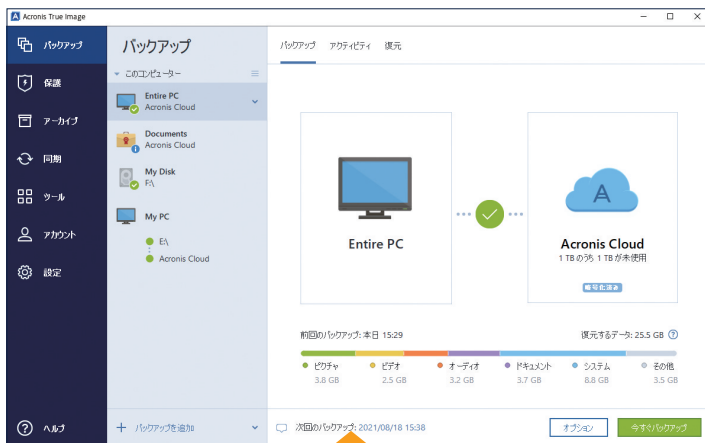 Acronis True Image
バックアップ
保護
アーカイブ
同期
ツール
アカウント
設定
ヘルプ
バックアップ
このコンピューター
Entire PC
Acronis Cloud
Documents
Acronis Cloud
My Disk
F:\
My PC
E:\
Acronis Cloud
バックアップを追加
バックアップ アクティビティ 復元
Entire PC
Acronis Cloud
1 TB のうち 1 TB が未使用
暗号化済み
前回のバックアップ: 本日 15:29 復元するデータ: 25.5 GB ?
ピクチャ ビデオ オーディオ ドキュメント システム その他
3.8 GB 2.5 GB 3.2 GB 3.7 GB 8.8 GB 3.5 GB
次回のバックアップ: 2021/08/18 15:38 オプション 今すぐバックアップ